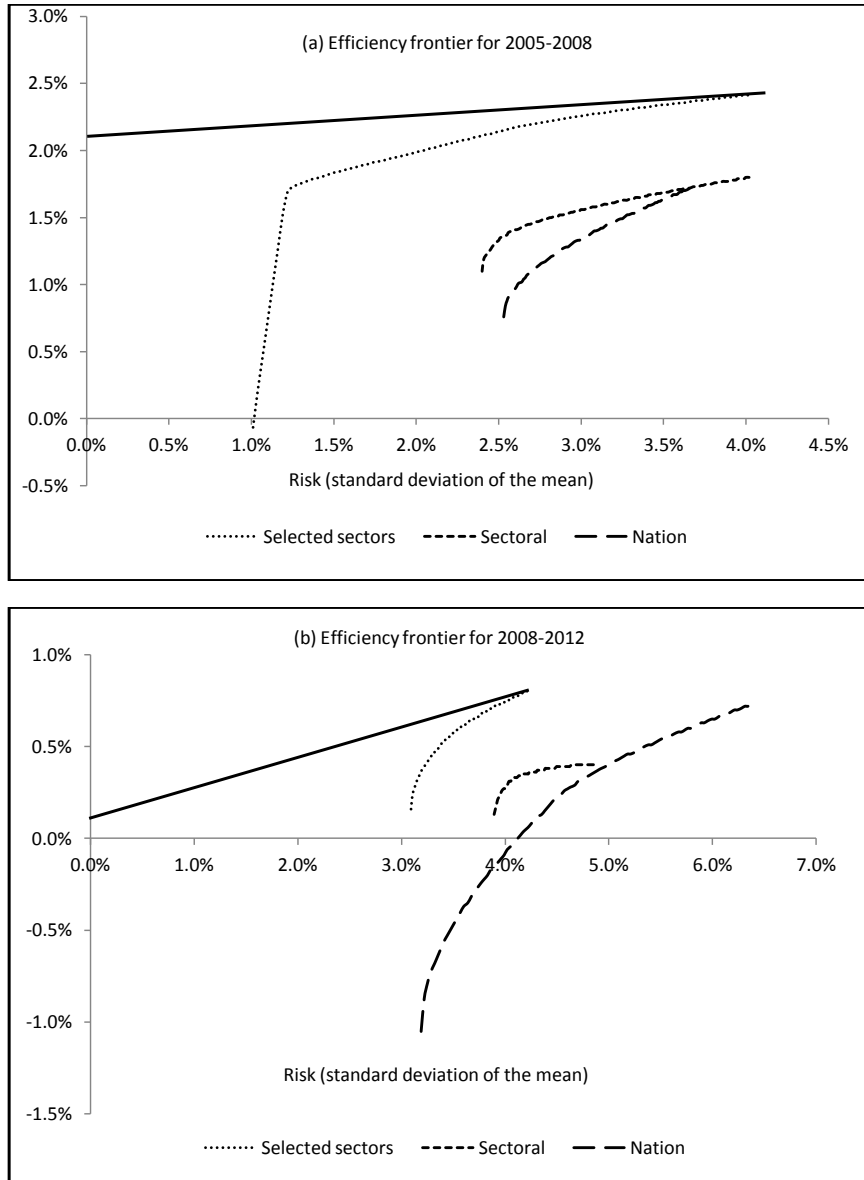 3.0%
(a) Efficiency frontier for 2005-2008
2.5%
2.0%
1.5%
1.0%
0.5%
0.0%
0.0% 0.5% 1.0% 1.5% 2.0% 2.5% 3.0% 3.5% 4.0% 4.5%
Risk (standard deviation of the mean)
-0.5%
Selected sectors Sectoral Nation
1.0%
(b) Efficiency frontier for 2008-2012
0.5%
0.0%
0.0% 1.0% 2.0% 3.0% 4.0% 5.0% 6.0% 7.0%
-0.5%
-1.0%
Risk (standard deviation of the mean)
-1.5%
Selected sectors Sectoral Nation